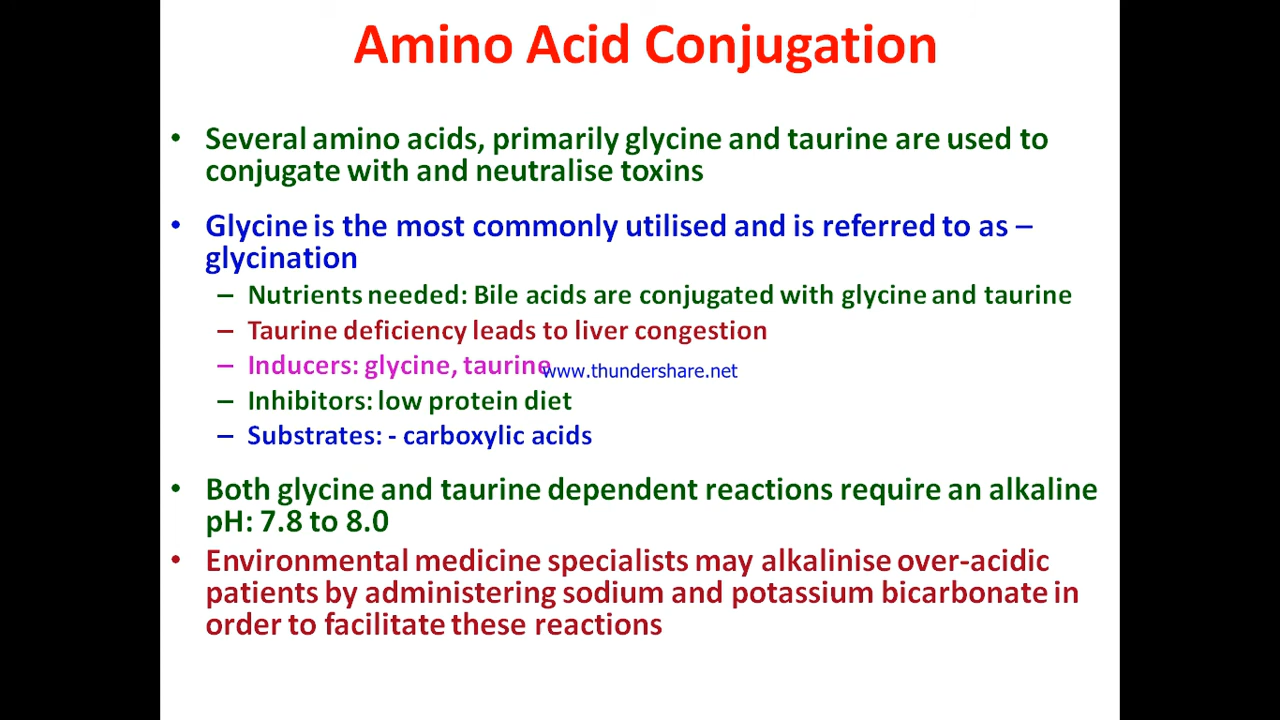 Amino Acid Conjugation
• Several amino acids, primarily glycine and taurine are used to
conjugate with and neutralise toxins
• Glycine is the most commonly utilised and is referred to as –
glycination
– Nutrients needed: Bile acids are conjugated with glycine and taurine
– Taurine deficiency leads to liver congestion
– Inducers: glycine, taurine
www.thundershare.net
– Inhibitors: low protein diet
– Substrates: - carboxylic acids
• Both glycine and taurine dependent reactions require an alkaline
pH: 7.8 to 8.0
• Environmental medicine specialists may alkalinise over-acidic
patients by administering sodium and potassium bicarbonate in
order to facilitate these reactions